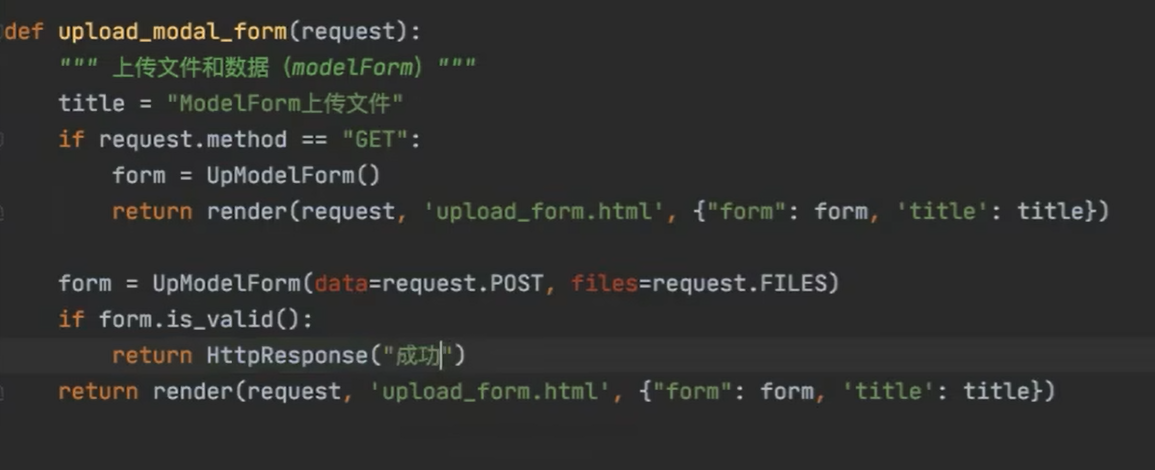 def upload_modal_form(request):
    """ 上传文件和数据（modelForm）"""
    title = "ModelForm上传文件"
    if request.method == "GET":
        form = UpModelForm()
        return render(request, 'upload_form.html', {"form": form, 'title': title})
    form = UpModelForm(data=request.POST, files=request.FILES)
    if form.is_valid():
        return HttpResponse("成功")
    return render(request, 'upload_form.html', {"form": form, 'title': title})